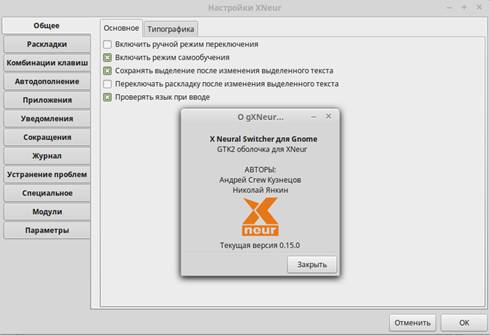 Настройки XNeur
Общее
Раскладки
Комбинации клавиш
Автодополнение
Приложения
Уведомления
Сокращения
Журнал
Устранение проблем
Специальное
Модули
Параметры
Основное
Типографика
Включить ручной режим переключения
Включить режим самообучения
Сохранять выделение после изменения выделенного текста
Переключать раскладку после изменения выделенного текста
Проверять язык при вводе
О gXNeur...
X Neural Switcher для Gnome
GTK2 оболочка для XNeur
АВТОРЫ:
Андрей Crew Кузнецов
Николай Янкин
X
neur
Текущая версия 0.15.0
Закрыть
Отменить
OK